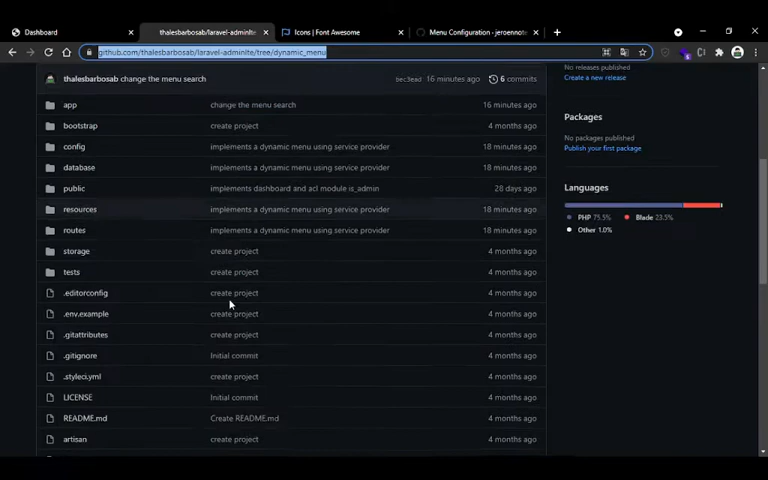 Dashboard
thalesbarbosab/laravel-adminlte
Icons | Font Awesome
Menu Configuration - jeroennote
github.com/thalesbarbosab/laravel-adminlte/tree/dynamic_menu
thalesbarbosab change the menu search
16 minutes ago
6 commits
No releases published
Create a new release
app change the menu search 16 minutes ago
bootstrap create project 4 months ago
config implements a dynamic menu using service provider 18 minutes ago
database implements a dynamic menu using service provider 18 minutes ago
public implements dashboard and acl module is_admin 28 days ago
resources implements a dynamic menu using service provider 18 minutes ago
routes implements a dynamic menu using service provider 18 minutes ago
storage create project 4 months ago
tests create project 4 months ago
.editorconfig create project 4 months ago
.env.example create project 4 months ago
.gitattributes create project 4 months ago
.gitignore Initial commit 4 months ago
.styleci.yml create project 4 months ago
LICENSE Initial commit 4 months ago
README.md Create README.md 4 months ago
artisan create project 4 months ago
Packages
No packages published
Publish your first package
Languages
PHP 75.5% Blade 23.5%
Other 1.0%